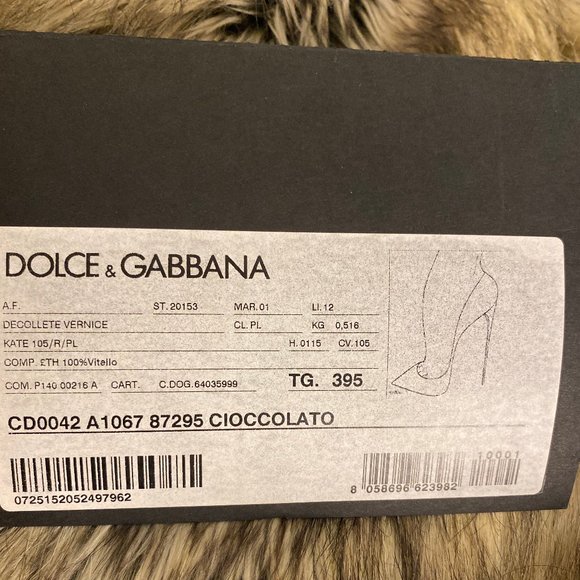 DOLCE & GABBANA
A.F. ST. 20153 MAR. 01 LI. 12
DECOLLETE VERNICE CL. PL. KG 0,516
KATE 105/R/PL H. 0115 CV. 105
COMP. ETH 100%Vitello
COM. P140 00216 A CART. C.DOG. 64035999 TG. 395
CD0042 A1067 87295 CIOCCOLATO
0725152052497962
10001
8 058696 623982